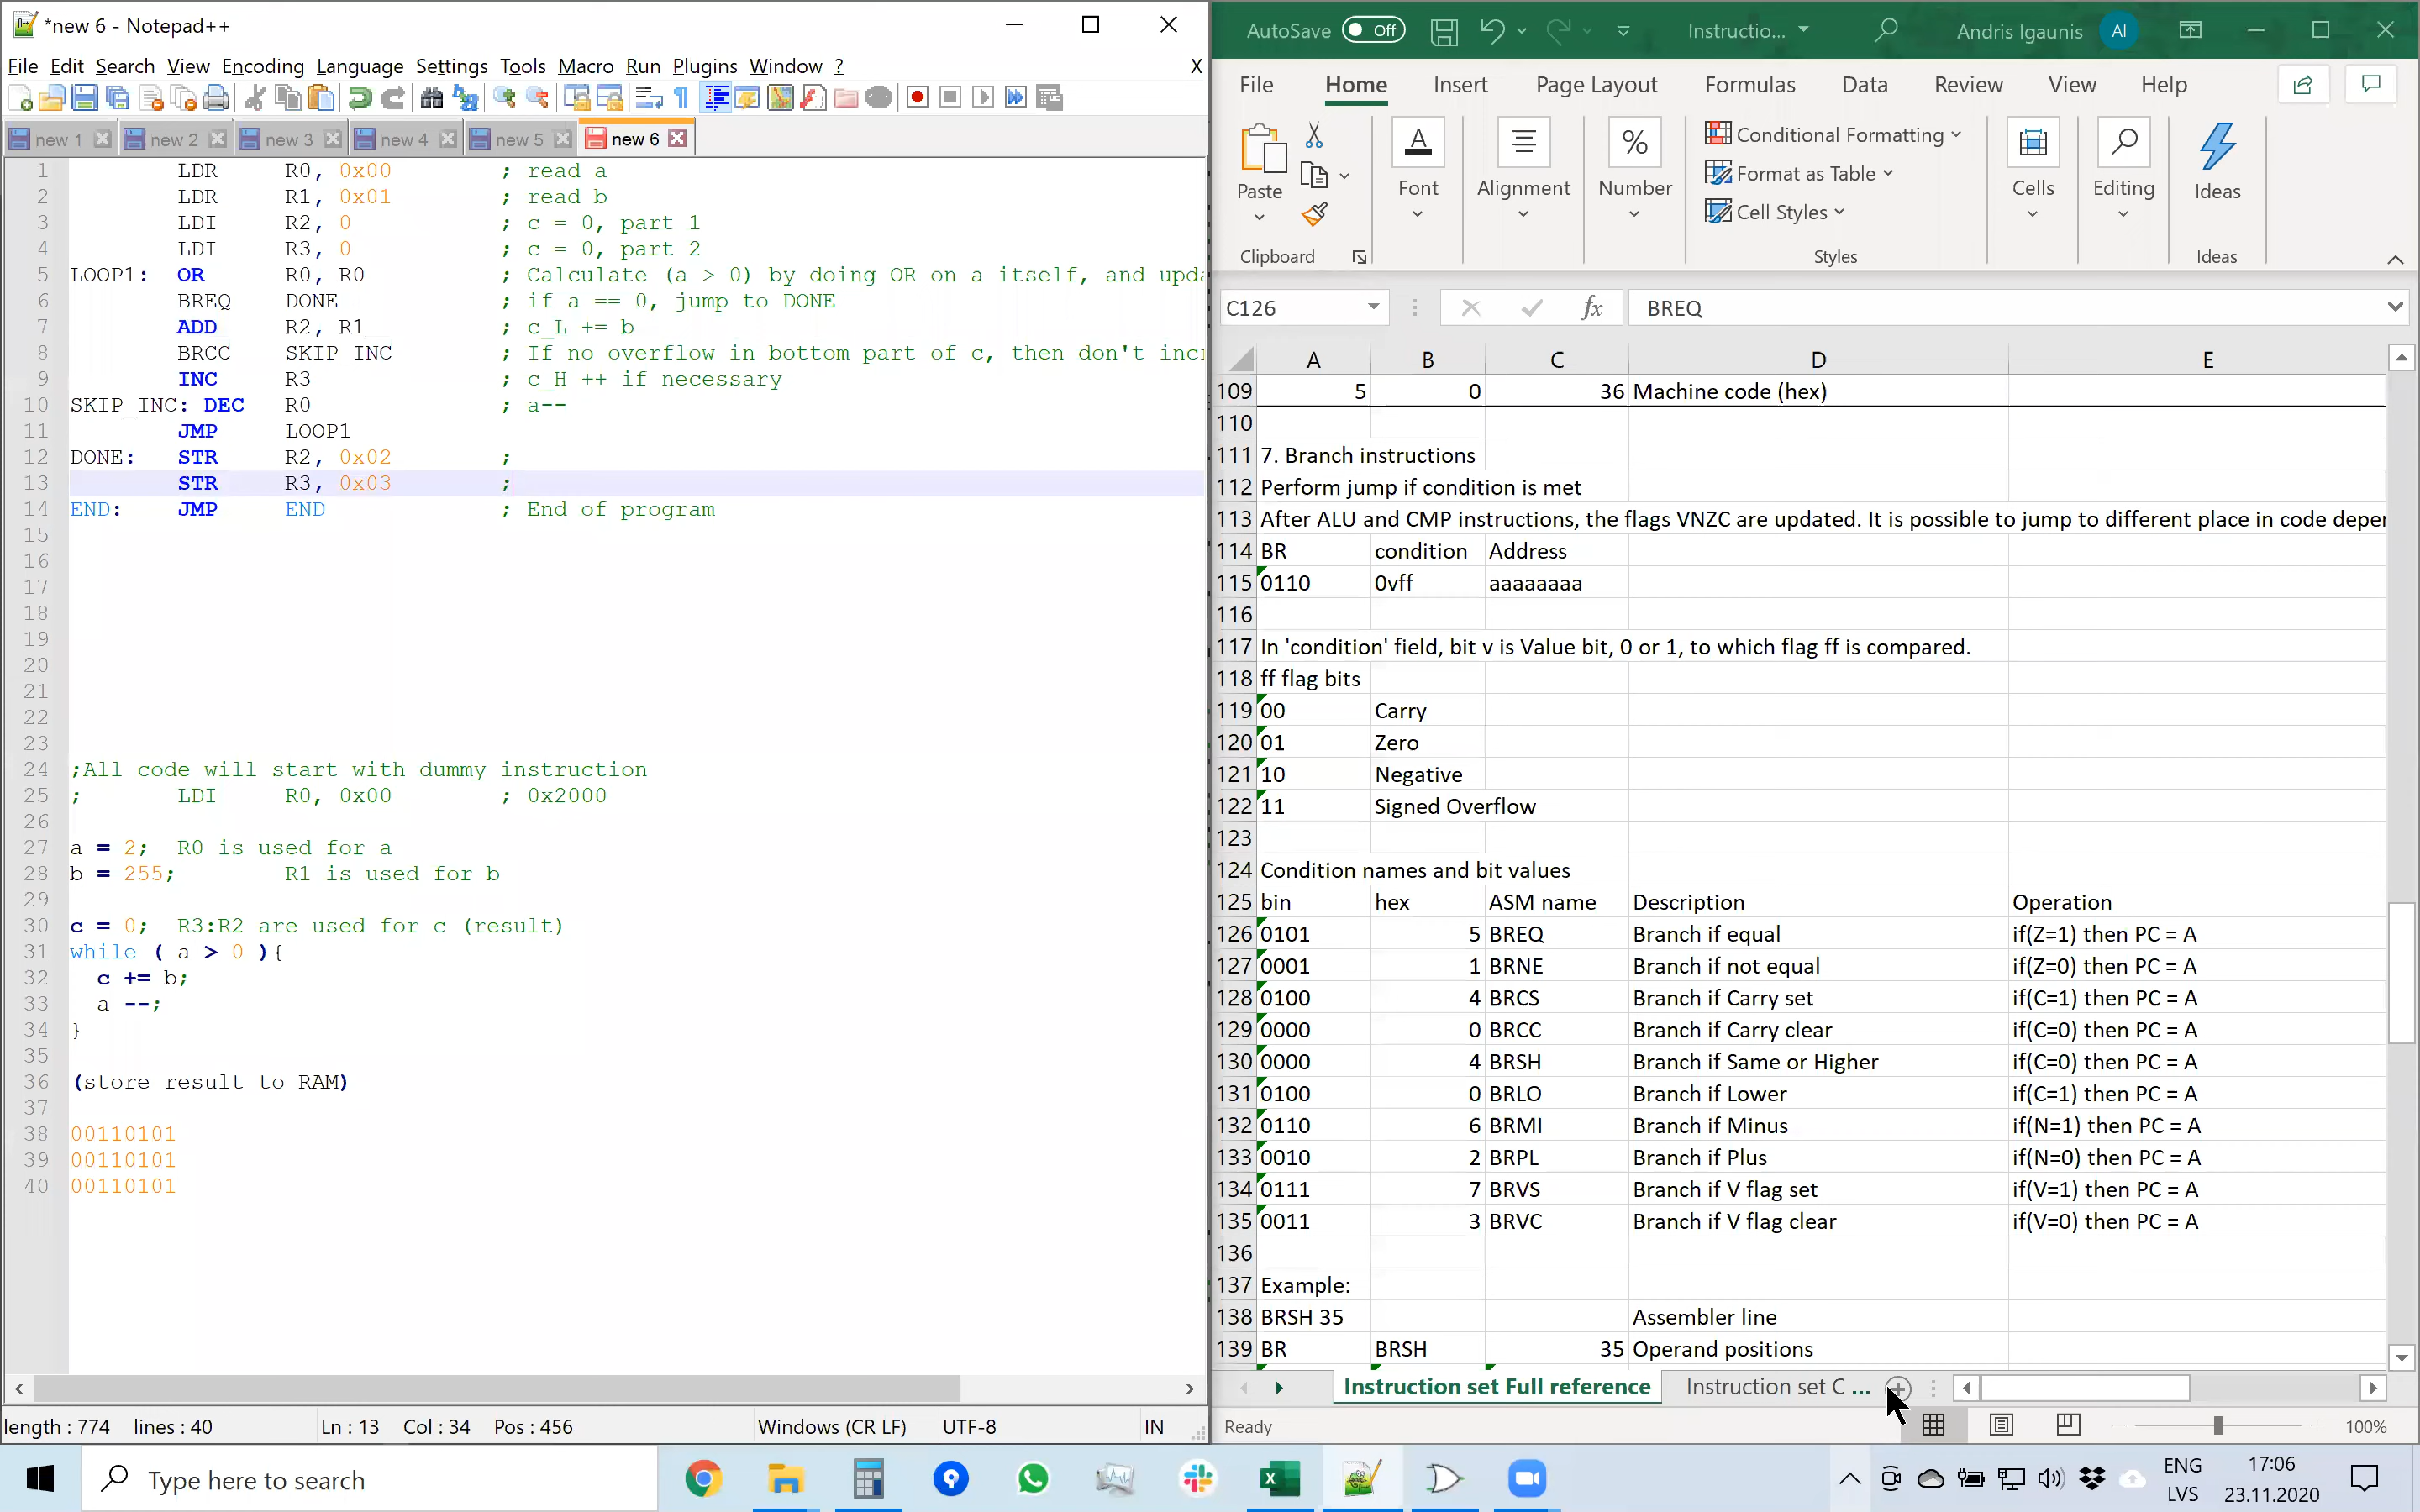 *new 6 - Notepad++
File Edit Search View Encoding Language Settings Tools Macro Run Plugins Window ? X
new 1 new 2 new 3 new 4 new 5 new 6
1 LDR R0, 0x00 ; read a
2 LDR R1, 0x01 ; read b
3 LDI R2, 0 ; c = 0, part 1
4 LDI R3, 0 ; c = 0, part 2
5 LOOP1: OR R0, R0 ; Calculate (a > 0) by doing OR on a itself, and upda
6 BREQ DONE ; if a == 0, jump to DONE
7 ADD R2, R1 ; c_L += b
8 BRCC SKIP_INC ; If no overflow in bottom part of c, then don't inc
9 INC R3 ; c_H ++ if necessary
10 SKIP_INC: DEC R0 ; a--
11 JMP LOOP1
12 DONE: STR R2, 0x02 ;
13 STR R3, 0x03 ;
14 END: JMP END ; End of program
15
16
17
18
19
20
21
22
23
24 ;All code will start with dummy instruction
25 ; LDI R0, 0x00 ; 0x2000
26
27 a = 2; R0 is used for a
28 b = 255; R1 is used for b
29
30 c = 0; R3:R2 are used for c (result)
31 while ( a > 0 ){
32 c += b;
33 a --;
34 }
35
36 (store result to RAM)
37
38 00110101
39 00110101
40 00110101
length : 774 lines : 40 Ln : 13 Col : 34 Pos : 456 Windows (CR LF) UTF-8 IN
AutoSave Off Instructio... Andris Igaunis AI
File Home Insert Page Layout Formulas Data Review View Help
Paste Font Alignment Number Conditional Formatting Format as Table Cell Styles Cells Editing Ideas
Clipboard Styles Ideas
C126 fx BREQ
A B C D E
109 5 0 36 Machine code (hex)
110
111 7. Branch instructions
112 Perform jump if condition is met
113 After ALU and CMP instructions, the flags VNZC are updated. It is possible to jump to different place in code deper
114 BR condition Address
115 0110 0vff aaaaaaaa
116
117 In 'condition' field, bit v is Value bit, 0 or 1, to which flag ff is compared.
118 ff flag bits
119 00 Carry
120 01 Zero
121 10 Negative
122 11 Signed Overflow
123
124 Condition names and bit values
125 bin hex ASM name Description Operation
126 0101 5 BREQ Branch if equal if(Z=1) then PC = A
127 0001 1 BRNE Branch if not equal if(Z=0) then PC = A
128 0100 4 BRCS Branch if Carry set if(C=1) then PC = A
129 0000 0 BRCC Branch if Carry clear if(C=0) then PC = A
130 0000 4 BRSH Branch if Same or Higher if(C=0) then PC = A
131 0100 0 BRLO Branch if Lower if(C=1) then PC = A
132 0110 6 BRMI Branch if Minus if(N=1) then PC = A
133 0010 2 BRPL Branch if Plus if(N=0) then PC = A
134 0111 7 BRVS Branch if V flag set if(V=1) then PC = A
135 0011 3 BRVC Branch if V flag clear if(V=0) then PC = A
136
137 Example:
138 BRSH 35 Assembler line
139 BR BRSH 35 Operand positions
Instruction set Full reference Instruction set C ...
Ready 100%
Type here to search
ENG 17:06
LVS 23.11.2020